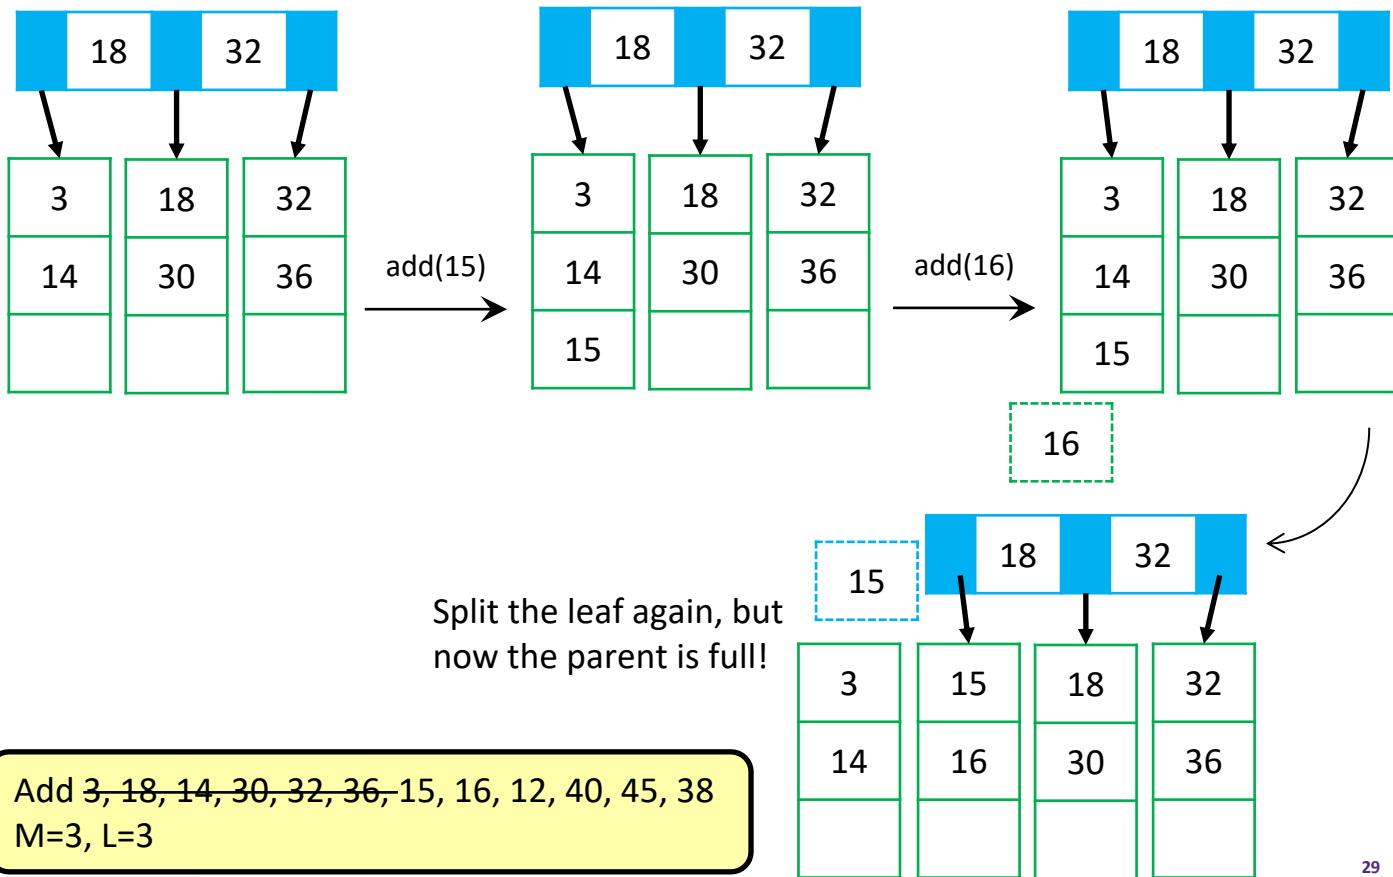 18 32
18 32
18 32
3 18 32
14 30 36
add(15)
3 18 32
14 30 36
15
add(16)
3 18 32
14 30 36
15
16
15
18 32
Split the leaf again, but
now the parent is full!
3 15 18 32
14 16 30 36
Add 3, 18, 14, 30, 32, 36, 15, 16, 12, 40, 45, 38
M=3, L=3
29